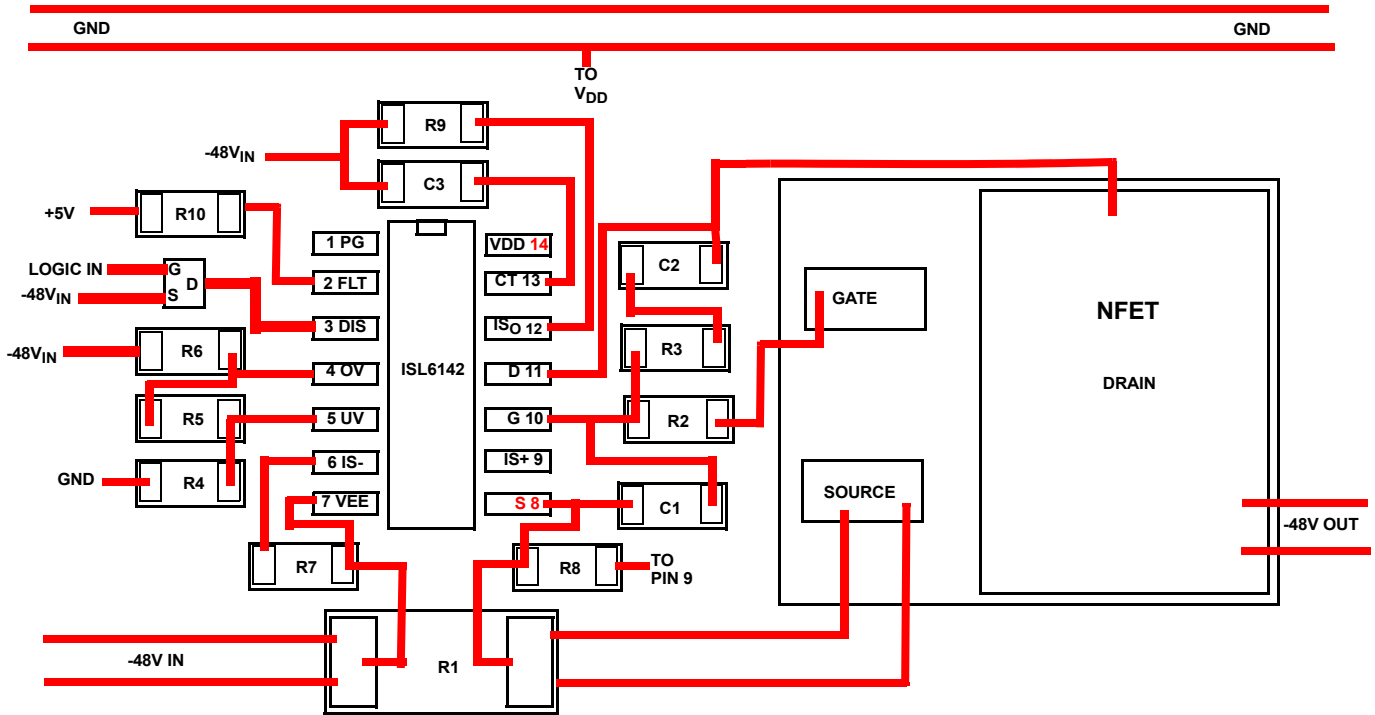 GND
GND
TO
VDD
R9
-48VIN
C3
+5V
R10
1 PG
VDD 14
C2
LOGIC IN
G
D
S
-48VIN
2 FLT
CT 13
GATE
3 DIS
ISO 12
NFET
-48VIN
R6
R3
4 OV
ISL6142
D 11
DRAIN
R5
5 UV
G 10
R2
6 IS-
IS+ 9
GND
R4
SOURCE
7 VEE
S 8
C1
-48V OUT
R7
R8
TO
PIN 9
-48V IN
R1